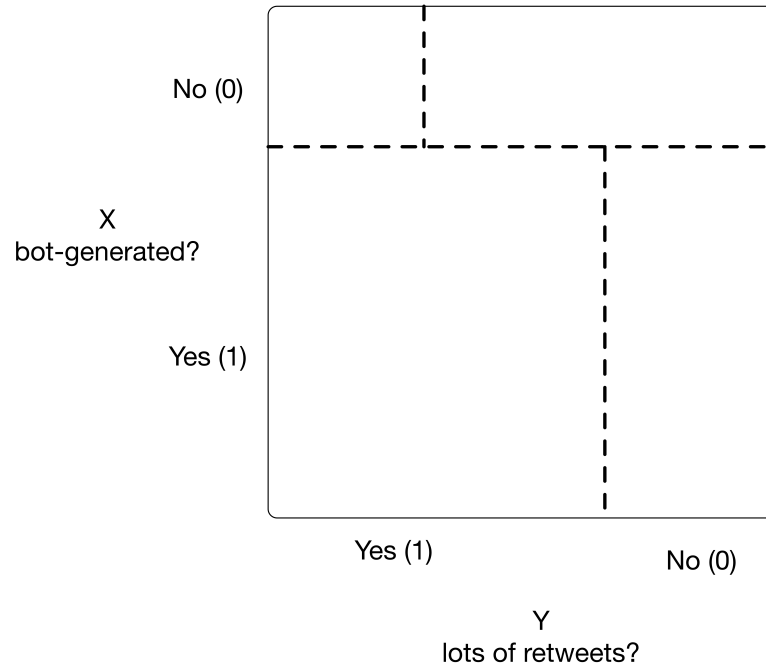 No (0)
X
bot-generated?
Yes (1)
Yes (1)
No (0)
Y
lots of retweets?